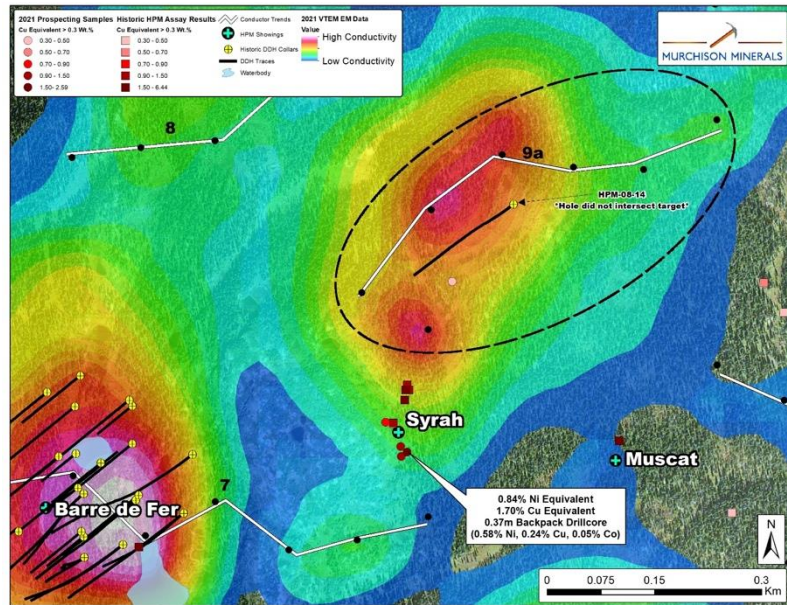 2021 Prospecting Samples
Cu Equivalent > 0.3 Wt.%
0.30 - 0.50
0.50 - 0.70
0.70 - 0.90
0.90 - 1.50
1.50- 2.59
Historic HPM Assay Results
Cu Equivalent > 0.3 Wt.%
0.30 - 0.50
0.50 - 0.70
0.70 - 0.90
0.90 - 1.50
1.50 - 6.44
Conductor Trends
HPM Showings
Historic DDH Collars
DDH Traces
Waterbody
2021 VTEM EM Data
Value
High Conductivity
Low Conductivity
MURCHISON MINERALS
8
9a
HPM-08-14
*Hole did not intersect target*
Syrah
Muscat
7
Barre de Fer
0.84% Ni Equivalent
1.70% Cu Equivalent
0.37m Backpack Drillcore
(0.58% Ni, 0.24% Cu, 0.05% Co)
N
0 0.075 0.15 0.3
Km